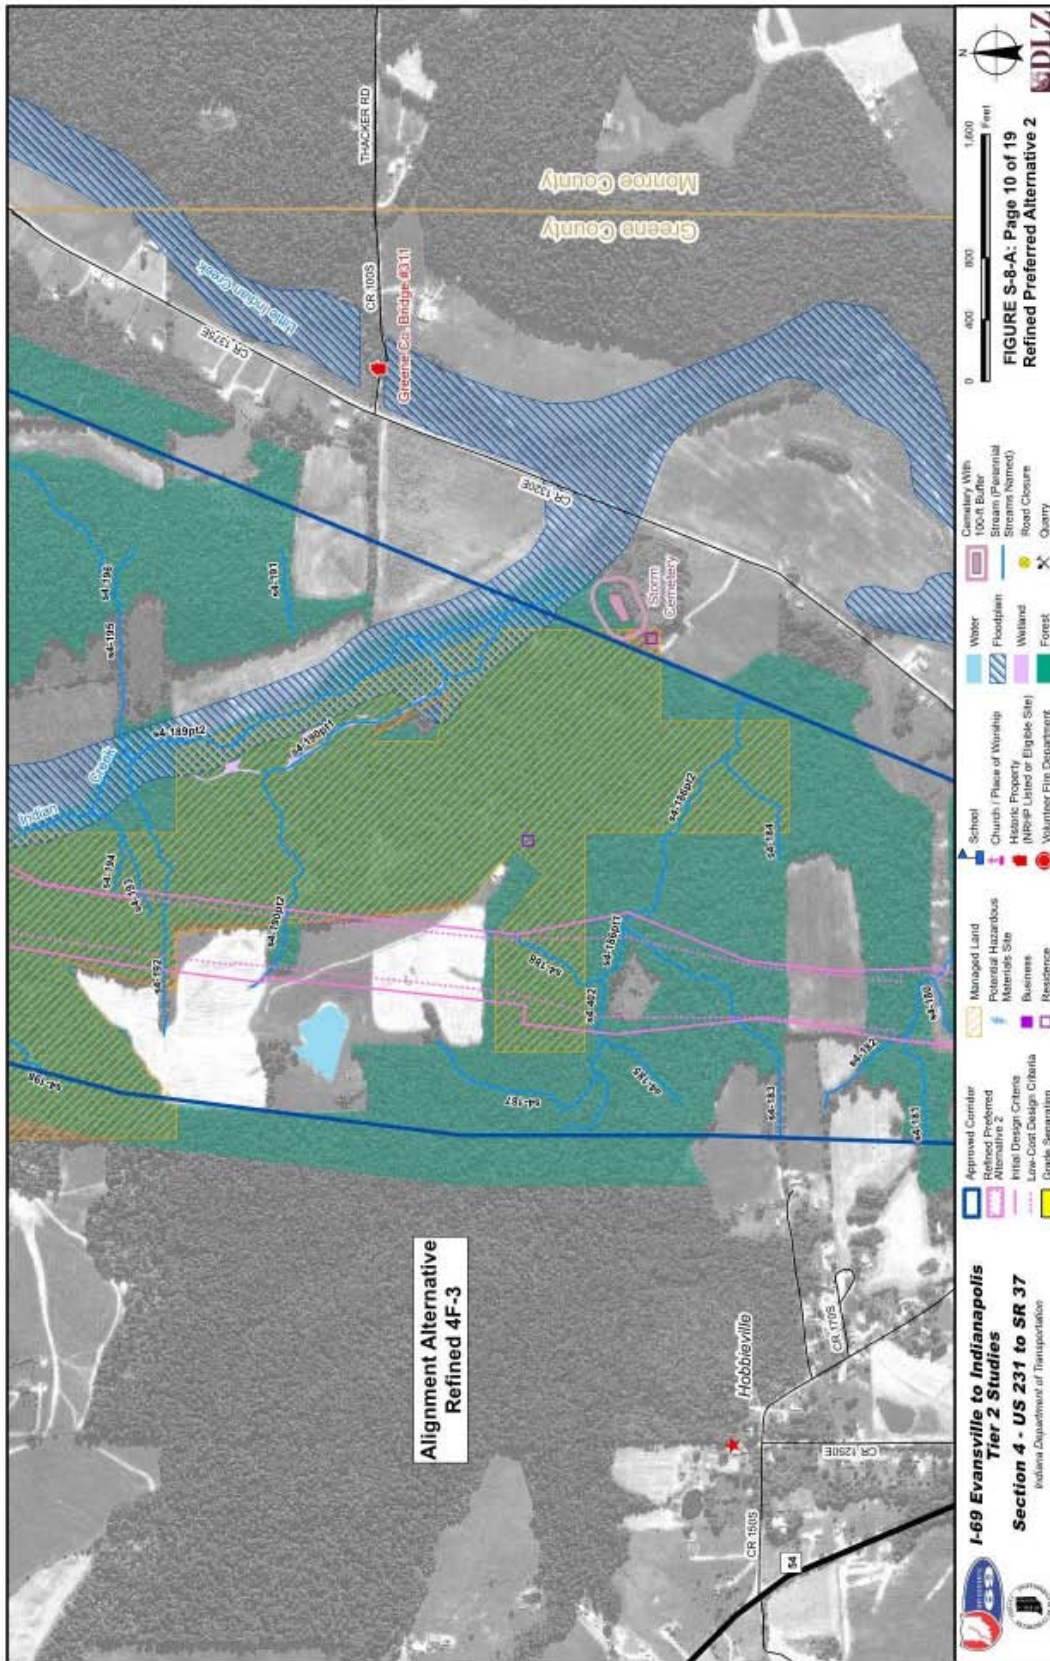 Alignment Alternative
Refined 4F-3
Hobbieville
CR 150S
CR 1250E
CR 170S
54
s4-198
s4-192
s4-193
s4-194
Indian
Creek
s4-195
s4-196
s4-189pt2
s4-190pt1
s4-190pt2
s4-191
s4-188
s4-402
s4-186pt1
s4-186pt2
s4-187
s4-185
s4-184
s4-183
s4-182
s4-181
s4-180
Storm
Cemetery
CR 1320E
CR 1375E
Little Indian Creek
CR 100S
THACKER RD
Greene Co. Bridge #311
Greene County
Monroe County
69
I-69 Evansville to Indianapolis
Tier 2 Studies
Section 4 - US 231 to SR 37
Indiana Department of Transportation
Approved Corridor
Refined Preferred
Alternative 2
Initial Design Criteria
Low-Cost Design Criteria
Grade Separation
Managed Land
Potential Hazardous
Materials Site
Business
Residence
School
Church / Place of Worship
Historic Property
(NRHP Listed or Eligible Site)
Volunteer Fire Department
Water
Floodplain
Wetland
Forest
Cemetery With
100-ft Buffer
Stream (Perennial
Streams Named)
Road Closure
Quarry
0 400 800 1,600
Feet
FIGURE S-8-A: Page 10 of 19
Refined Preferred Alternative 2
N
DLZ